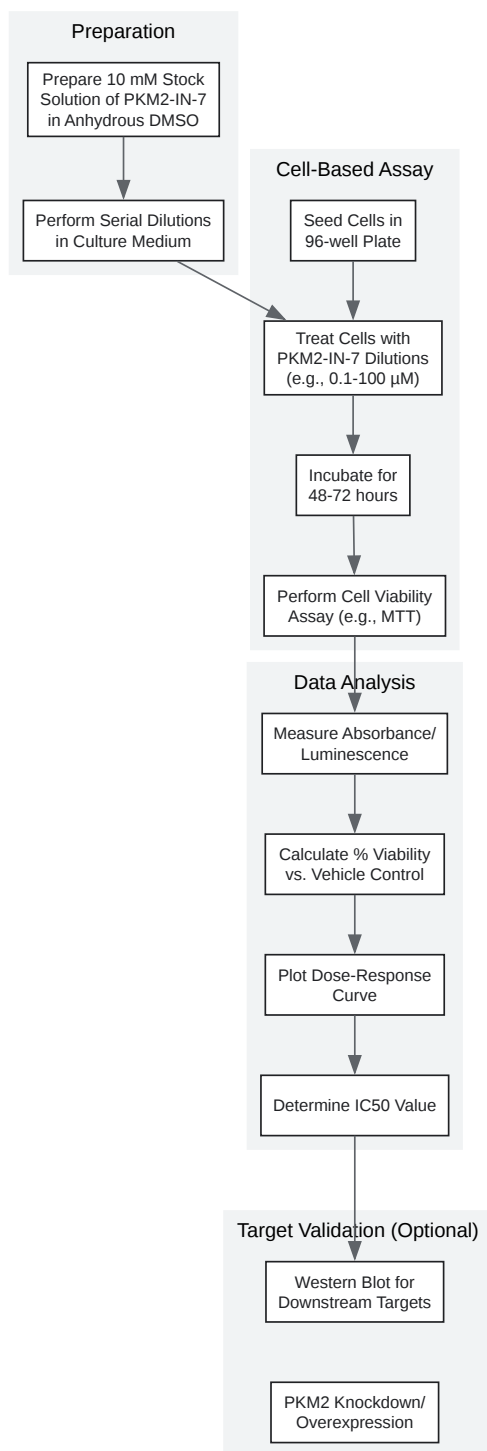 Preparation
Prepare 10 mM Stock
Solution of PKM2-IN-7
in Anhydrous DMSO
Perform Serial Dilutions
in Culture Medium
Cell-Based Assay
Seed Cells in
96-well Plate
Treat Cells with
PKM2-IN-7 Dilutions
(e.g., 0.1-100 µM)
Incubate for
48-72 hours
Perform Cell Viability
Assay (e.g., MTT)
Data Analysis
Measure Absorbance/
Luminescence
Calculate % Viability
vs. Vehicle Control
Plot Dose-Response
Curve
Determine IC50 Value
Target Validation (Optional)
Western Blot for
Downstream Targets
PKM2 Knockdown/
Overexpression